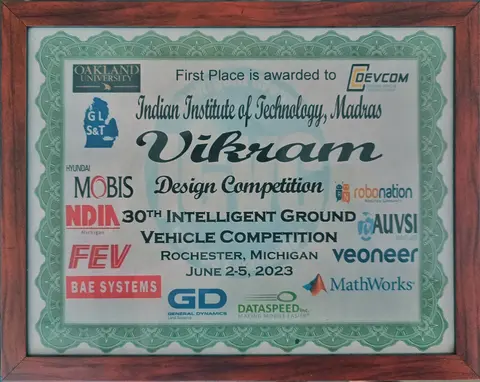 OAKLAND
UNIVERSITY
First Place is awarded to
DEVCOM
Indian Institute of Technology, Madras
GL
S&T
Vikram
HYUNDAI
MOBIS
Design Competition
robonation
NDIA
Michigan
30TH INTELLIGENT GROUND
VEHICLE COMPETITION
AUVSI
FEV
ROCHESTER, MICHIGAN
veoneer
JUNE 2-5, 2023
BAE SYSTEMS
MathWorks
GD
GENERAL DYNAMICS
Land Systems
DATASPEED Inc.